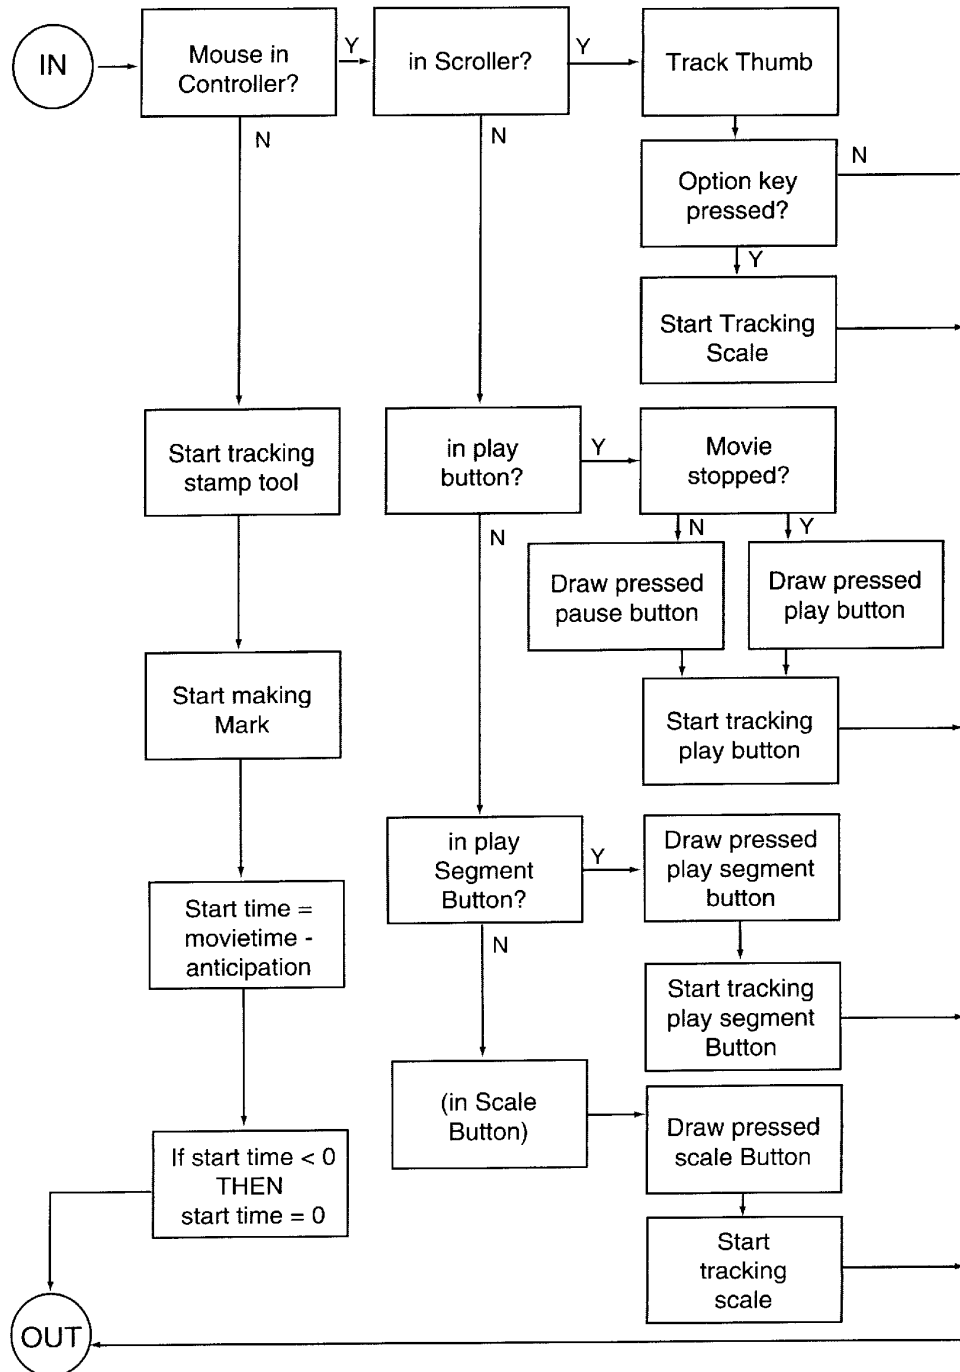 IN
Mouse in
Controller?
Y
in Scroller?
Y
Track Thumb
N
N
Option key
pressed?
N
Y
Start Tracking
Scale
Start tracking
stamp tool
in play
button?
Y
Movie
stopped?
N
N
Y
Draw pressed
pause button
Draw pressed
play button
Start making
Mark
Start tracking
play button
in play
Segment
Button?
Y
Draw pressed
play segment
button
Start time =
movietime -
anticipation
N
Start tracking
play segment
Button
(in Scale
Button)
Draw pressed
scale Button
If start time < 0
THEN
start time = 0
Start
tracking
scale
OUT